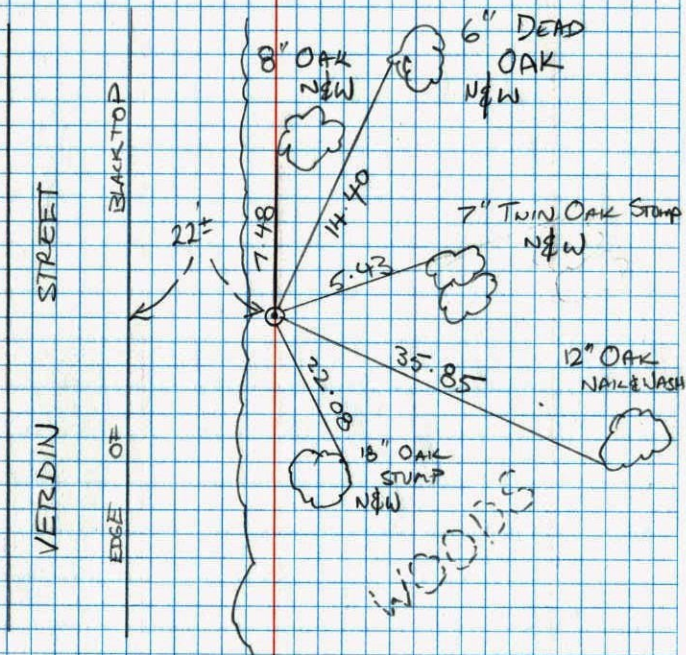 6" DEAD
OAK
N&W
8" OAK
N&W
BLACKTOP
STREET
22'±
7.48
14.40
7" TWIN OAK STUMP
N&W
5.43
35.85
12" OAK
NAIL&WASH
22.08
18" OAK
STUMP
N&W
WOODS
VERDIN
EDGE OF